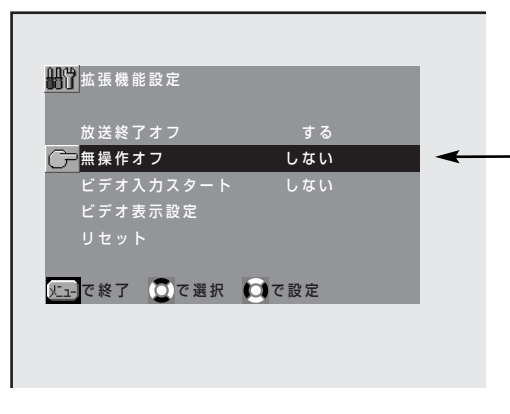 拡張機能設定
放送終了オフ する
無操作オフ しない
ビデオ入力スタート しない
ビデオ表示設定
リセット
メニューで終了 で選択 で設定